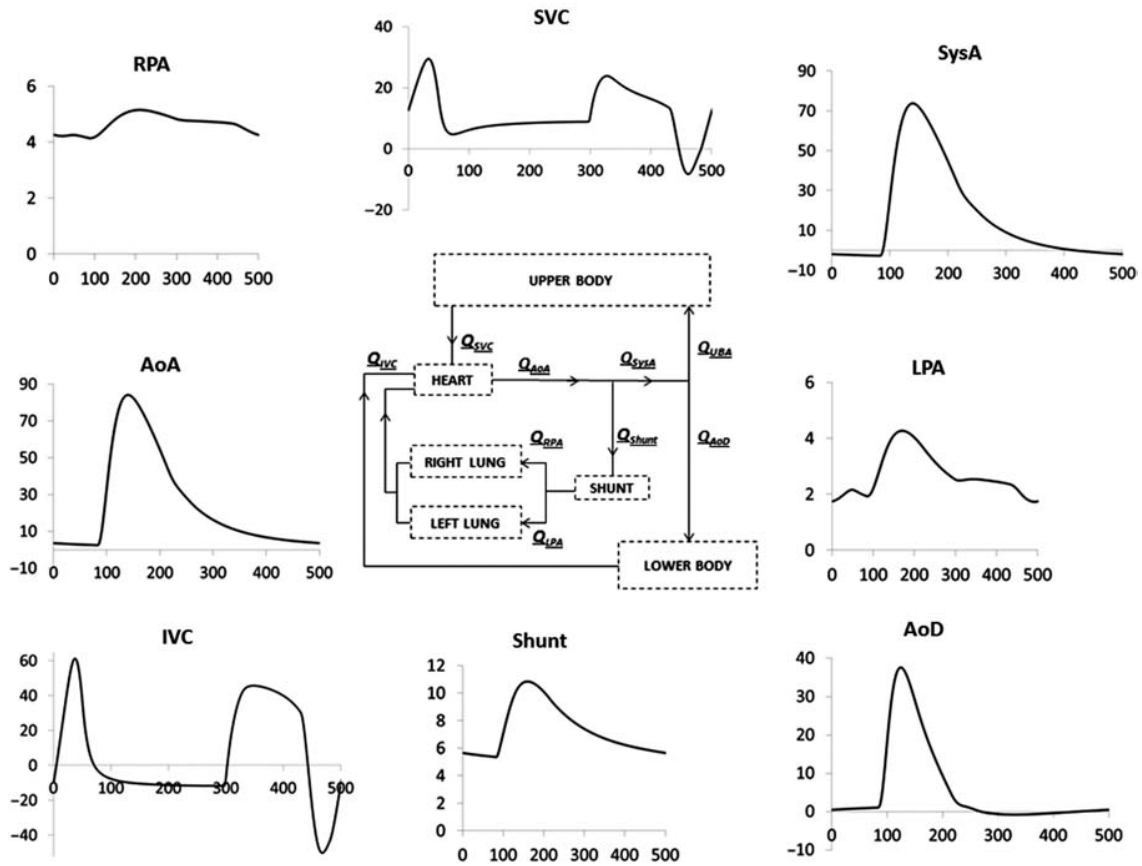 SVC
40
20
0
−20
0
100
200
300
400
500
RPA
6
4
2
0
0 100 200 300 400 500
SysA
90
70
50
30
10
−10
0
100
200
300
400
500
UPPER BODY
Q_SVC
Q_IVC
HEART
Q_AoA
Q_SysA
Q_UBA
Q_Shunt
Q_AoD
Q_RPA
RIGHT LUNG
SHUNT
LEFT LUNG
Q_LPA
LOWER BODY
AoA
90
70
50
30
10
−10
0
100
200
300
400
500
LPA
6
4
2
0
0 100 200 300 400 500
IVC
60
40
20
0
−20
−40
0
100
200
300
400
500
Shunt
12
10
8
6
4
2
0
0 100 200 300 400 500
AoD
40
30
20
10
0
−10
0
100
200
300
400
500